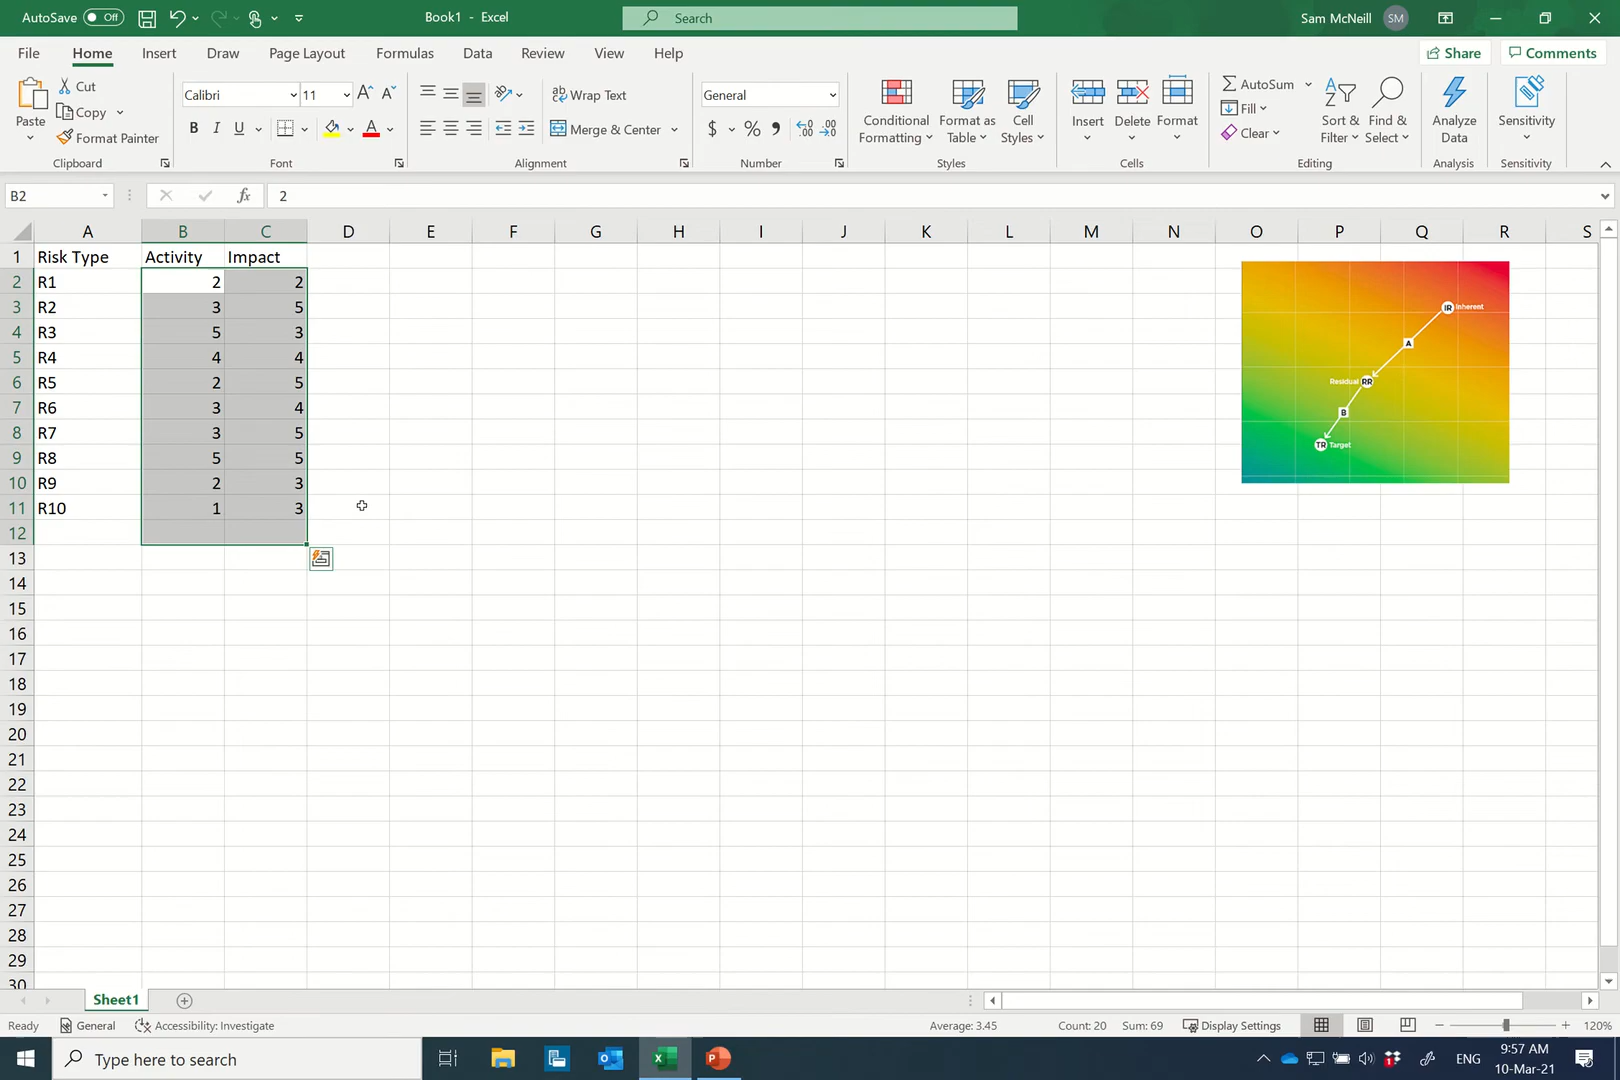 AutoSave Off Book1 - Excel Search Sam McNeill SM
File Home Insert Draw Page Layout Formulas Data Review View Help Share Comments
Paste Cut Copy Format Painter Clipboard
Calibri 11 B I U A Font
Wrap Text Merge & Center Alignment
General $ % Number
Conditional Formatting Format as Table Cell Styles Styles
Insert Delete Format Cells
AutoSum Fill Clear Sort & Filter Find & Select Editing
Analyze Data Analysis
Sensitivity Sensitivity
B2 fx 2
A B C D E F G H I J K L M N O P Q R S
1 Risk Type Activity Impact
2 R1 2 2
3 R2 3 5
4 R3 5 3
5 R4 4 4
6 R5 2 5
7 R6 3 4
8 R7 3 5
9 R8 5 5
10 R9 2 3
11 R10 1 3
12
13
14
15
16
17
18
19
20
21
22
23
24
25
26
27
28
29
30
IR Inherent
A
Residual RR
B
TR Target
Sheet1
Ready General Accessibility: Investigate Average: 3.45 Count: 20 Sum: 69 Display Settings 120%
Type here to search ENG 9:57 AM
10-Mar-21